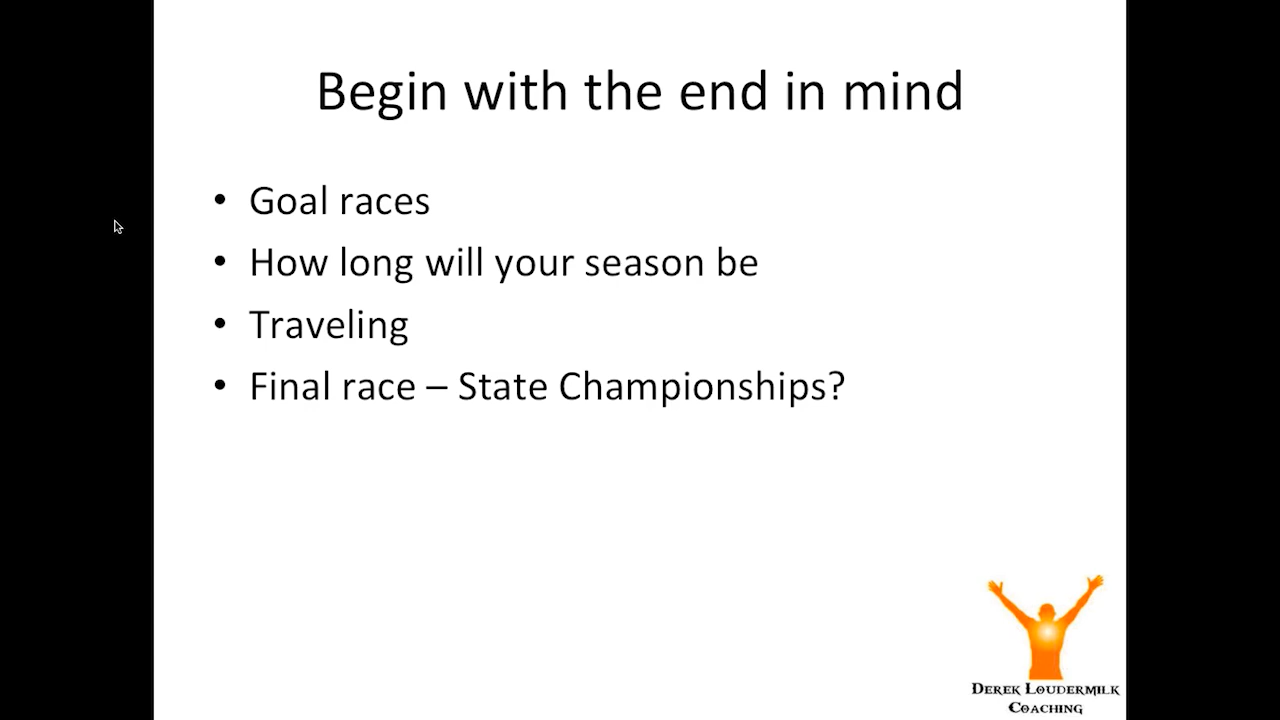 Begin with the end in mind
• Goal races
• How long will your season be
• Traveling
• Final race – State Championships?
Derek Loudermilk
Coaching